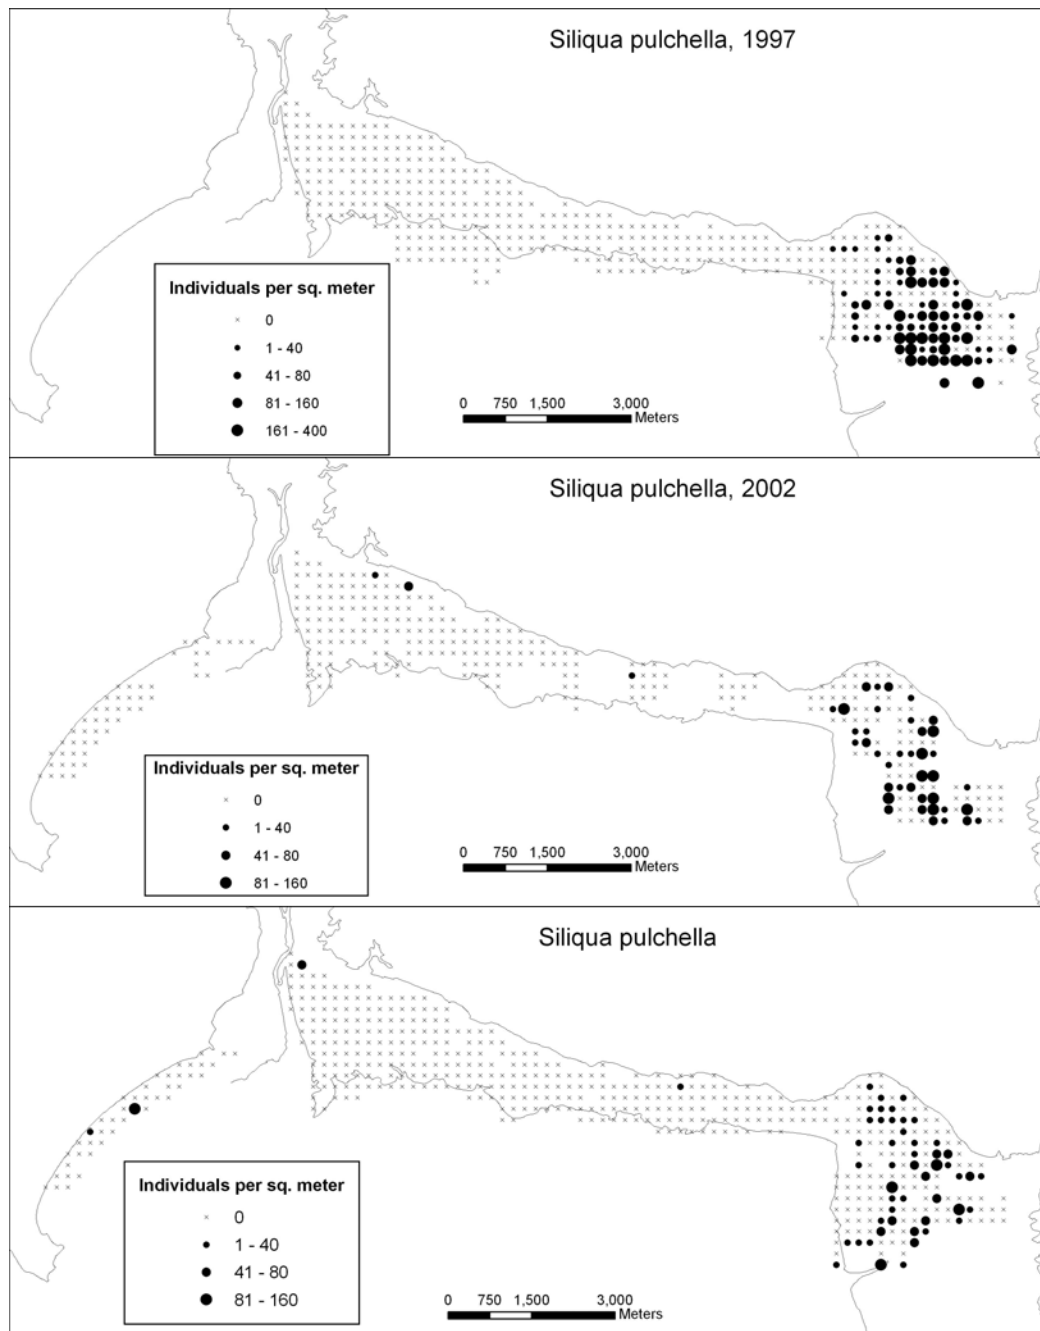 Siliqua pulchella, 1997
Individuals per sq. meter
0
1 - 40
41 - 80
81 - 160
161 - 400
0 750 1,500 3,000
Meters
Siliqua pulchella, 2002
Individuals per sq. meter
0
1 - 40
41 - 80
81 - 160
0 750 1,500 3,000
Meters
Siliqua pulchella
Individuals per sq. meter
0
1 - 40
41 - 80
81 - 160
0 750 1,500 3,000
Meters